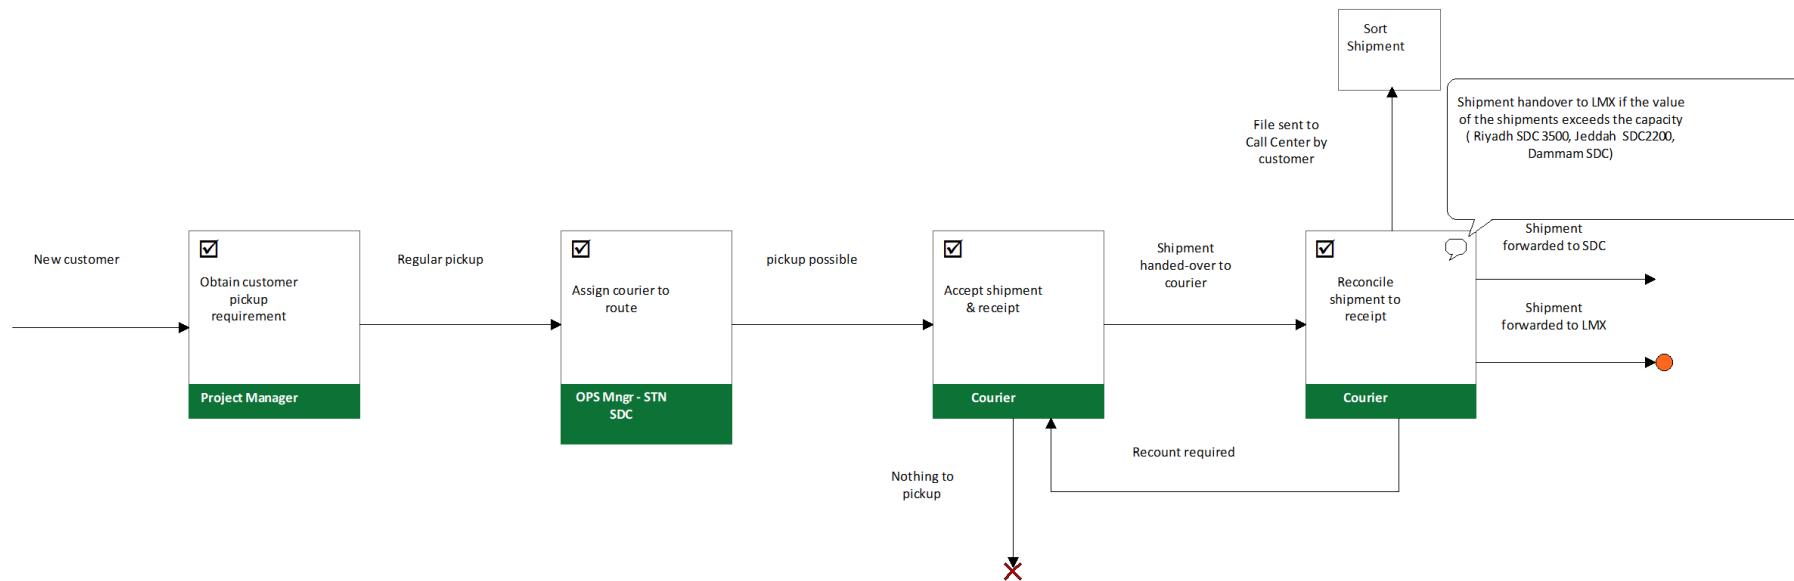 Sort
Shipment
Shipment handover to LMX if the value
of the shipments exceeds the capacity
( Riyadh SDC 3500, Jeddah  SDC2200,
Dammam SDC)
File sent to
Call Center by
customer
New customer
Obtain customer
pickup
requirement
Project Manager
Regular pickup
Assign courier to
route
OPS Mngr - STN
SDC
pickup possible
Accept shipment
& receipt
Courier
Shipment
handed-over to
courier
Reconcile
shipment to
receipt
Courier
Shipment
forwarded to SDC
Shipment
forwarded to LMX
Recount required
Nothing to
pickup